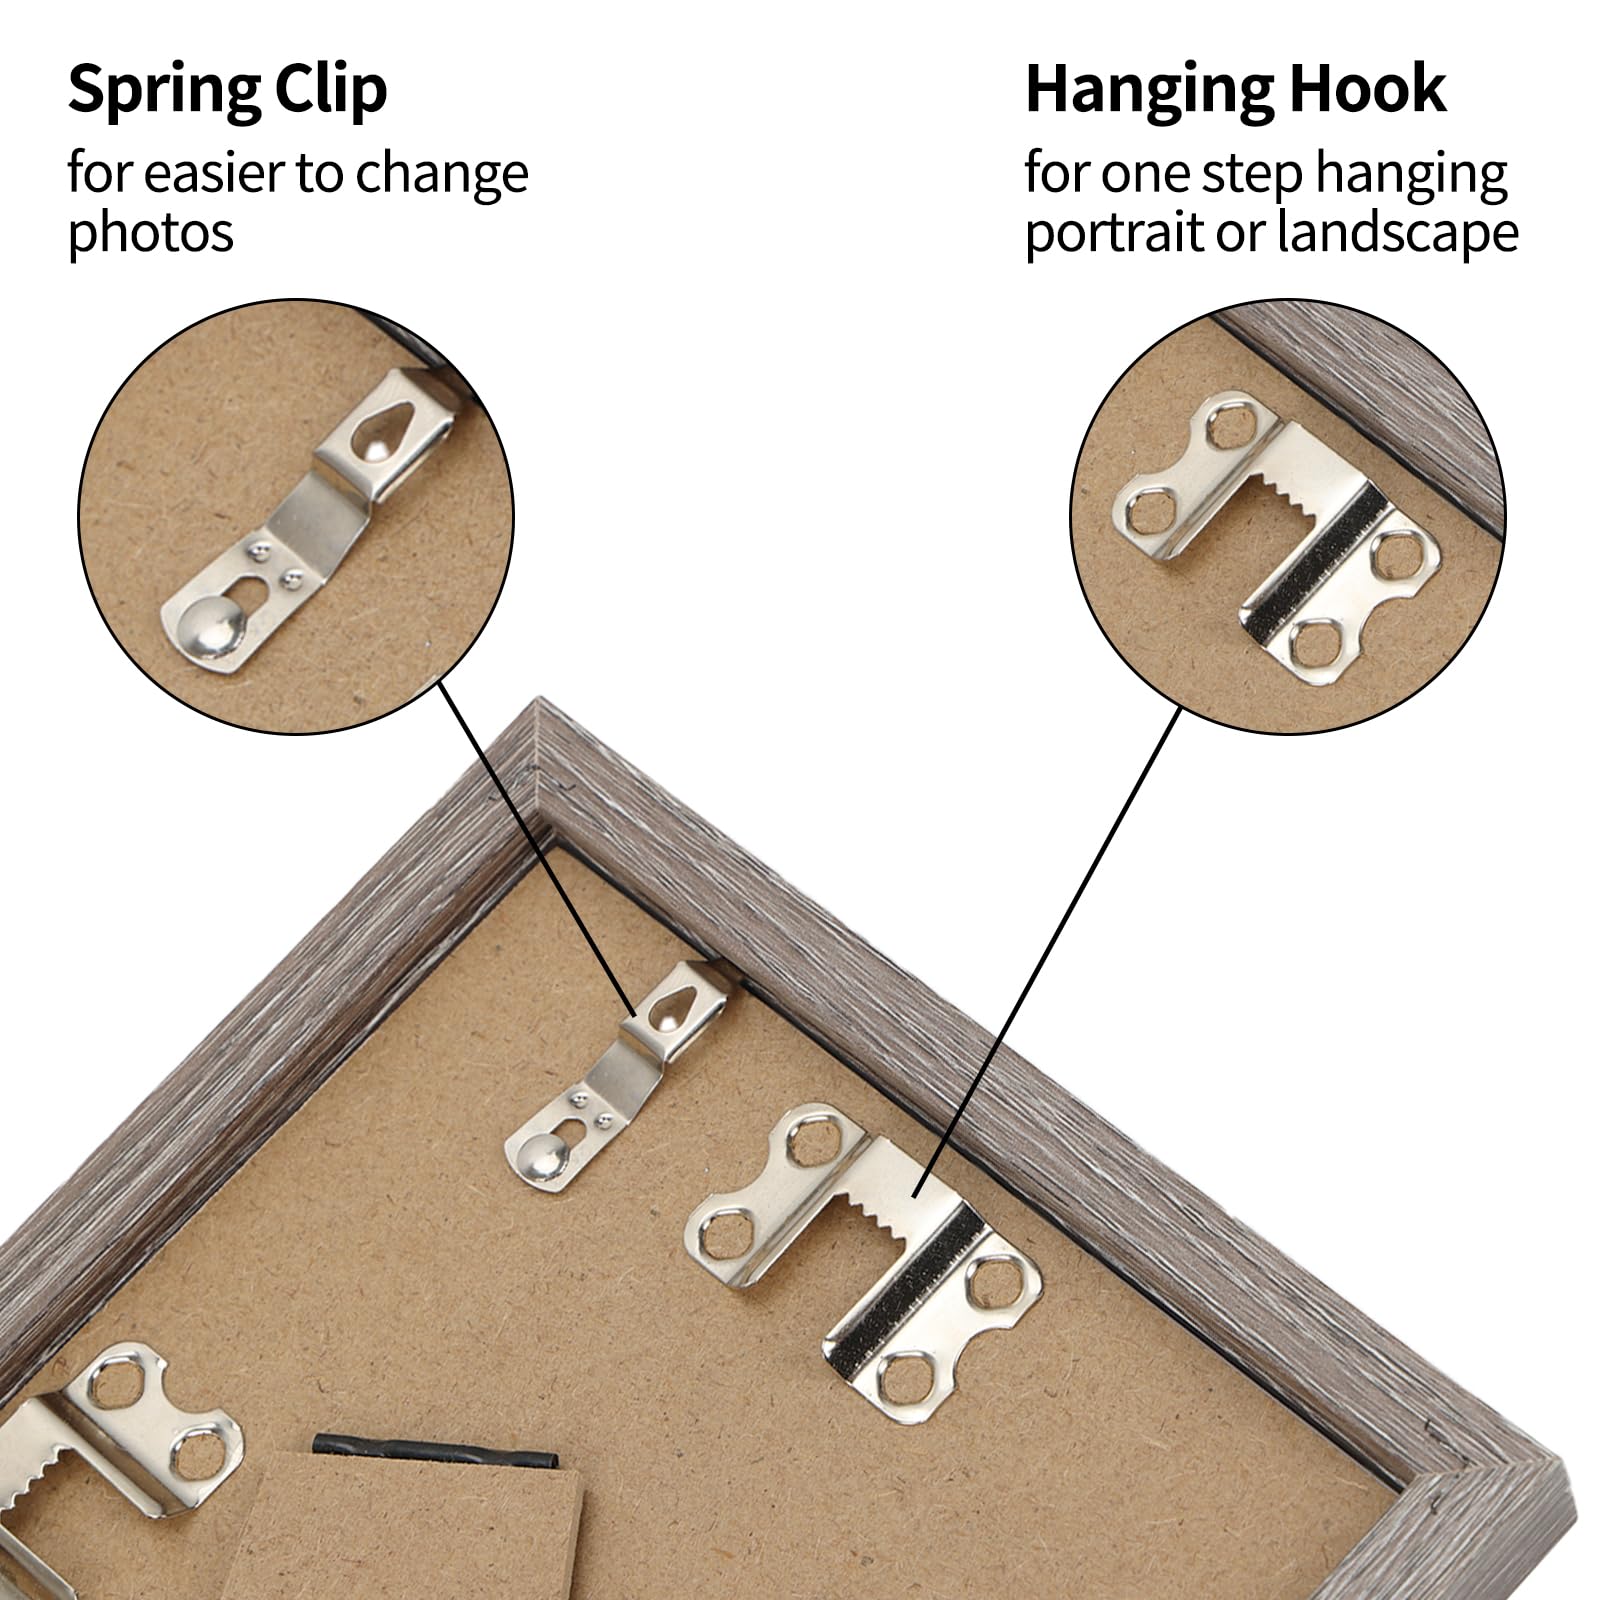 Spring Clip
for easier to change
photos
Hanging Hook
for one step hanging
portrait or landscape